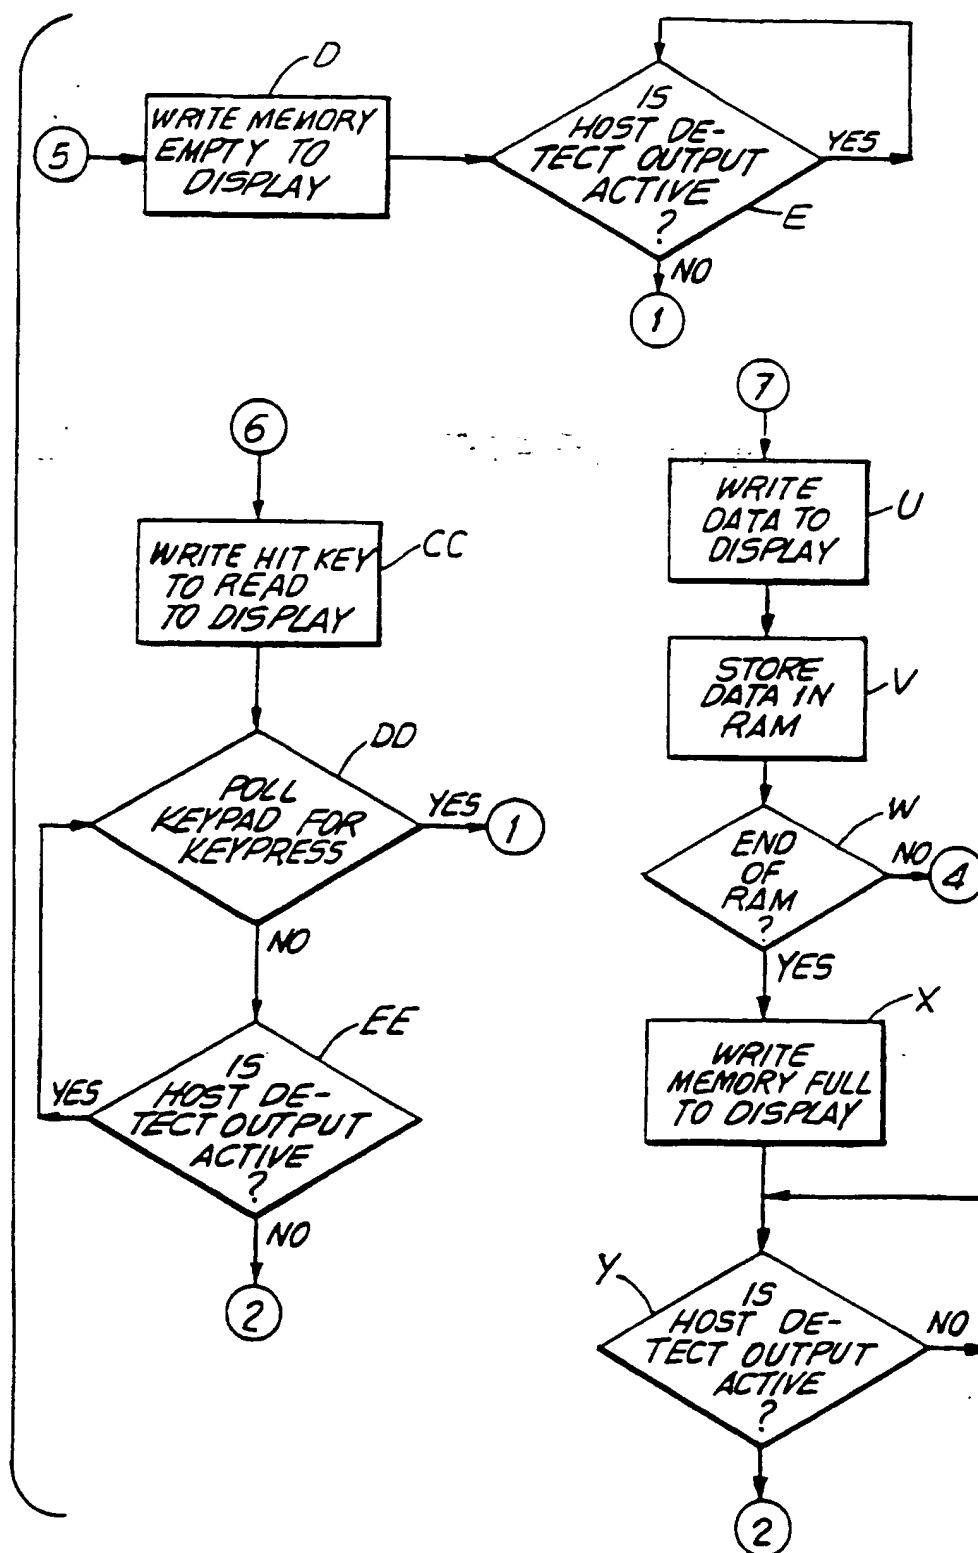 D
5
WRITE MEMORY
EMPTY TO
DISPLAY
IS
HOST DE-
TECT OUTPUT
ACTIVE
?
YES
E
NO
1
6
WRITE HIT KEY
TO READ
TO DISPLAY
CC
DD
POLL
KEYPAD FOR
KEYPRESS
YES
1
NO
EE
IS
HOST DE-
TECT OUTPUT
ACTIVE
?
YES
NO
2
7
WRITE
DATA TO
DISPLAY
U
STORE
DATA IN
RAM
V
W
END
OF
RAM
?
NO
4
YES
X
WRITE
MEMORY FULL
TO DISPLAY
Y
IS
HOST DE-
TECT OUTPUT
ACTIVE
?
NO
2